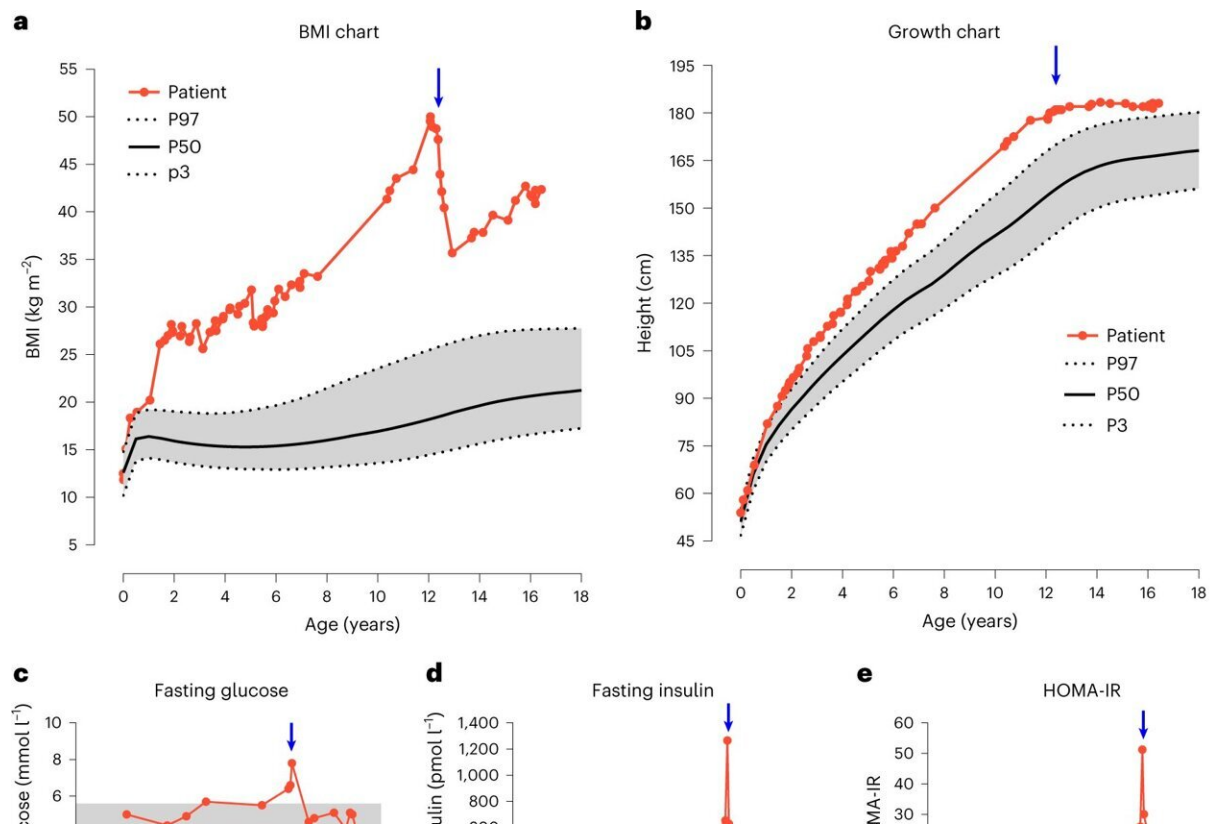 a
BMI chart
BMI (kg m⁻²)
55
50
45
40
35
30
25
20
15
10
5
Patient
P97
P50
p3
0 2 4 6 8 10 12 14 16 18
Age (years)
b
Growth chart
Height (cm)
195
180
165
150
135
120
105
90
75
60
45
Patient
P97
P50
P3
0 2 4 6 8 10 12 14 16 18
Age (years)
c
Fasting glucose
(mmol l⁻¹)
10
8
6
d
Fasting insulin
(pmol l⁻¹)
1,400
1,200
1,000
800
e
HOMA-IR
60
50
40
30